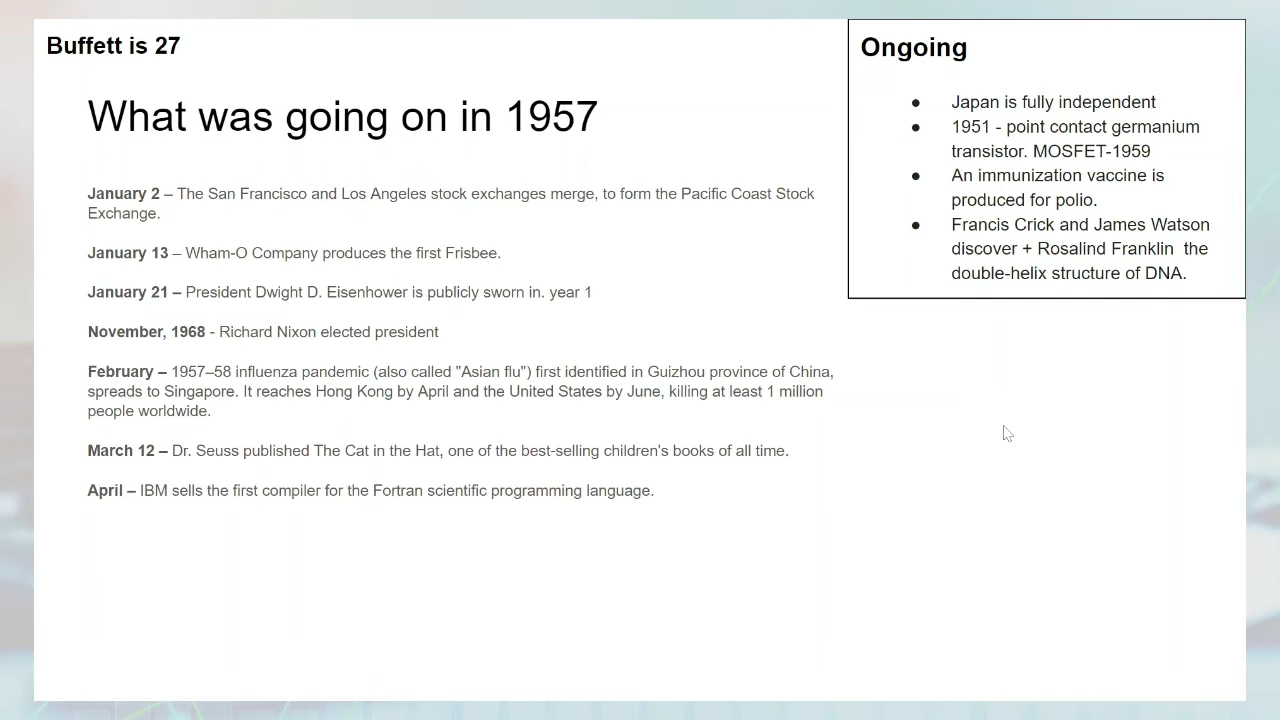 Buffett is 27
What was going on in 1957
January 2 – The San Francisco and Los Angeles stock exchanges merge, to form the Pacific Coast Stock
Exchange.
January 13 – Wham-O Company produces the first Frisbee.
January 21 – President Dwight D. Eisenhower is publicly sworn in. year 1
November, 1968 - Richard Nixon elected president
February – 1957–58 influenza pandemic (also called "Asian flu") first identified in Guizhou province of China,
spreads to Singapore. It reaches Hong Kong by April and the United States by June, killing at least 1 million
people worldwide.
March 12 – Dr. Seuss published The Cat in the Hat, one of the best-selling children's books of all time.
April – IBM sells the first compiler for the Fortran scientific programming language.
Ongoing
● Japan is fully independent
● 1951 - point contact germanium
transistor. MOSFET-1959
● An immunization vaccine is
produced for polio.
● Francis Crick and James Watson
discover + Rosalind Franklin the
double-helix structure of DNA.